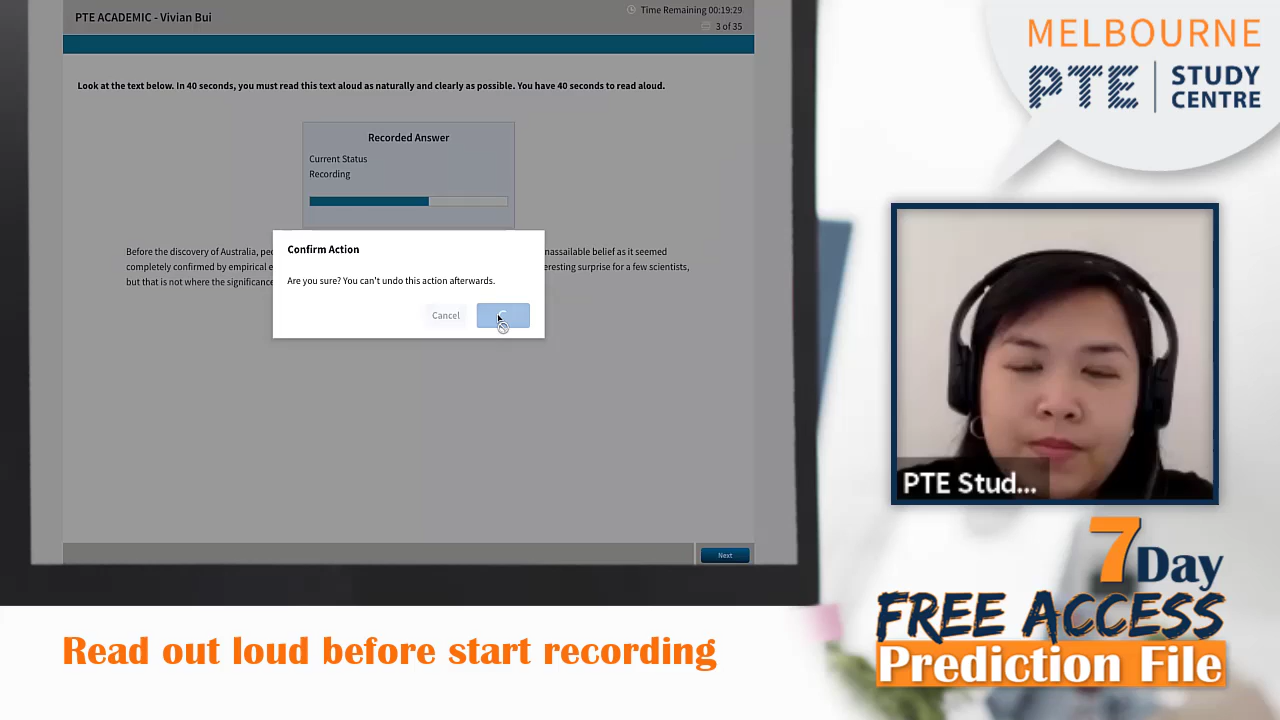 PTE ACADEMIC - Vivian Bui
Time Remaining 00:19:29
3 of 35
Look at the text below. In 40 seconds, you must read this text aloud as naturally and clearly as possible. You have 40 seconds to read aloud.
Recorded Answer
Current Status
Recording
Before the discovery of Australia, pe
nassailable belief as it seemed
completely confirmed by empirical e
eresting surprise for a few scientists,
but that is not where the significance
Confirm Action
Are you sure? You can't undo this action afterwards.
Cancel
Next
MELBOURNE
PTE STUDY CENTRE
PTE Stud...
7 Day
FREE ACCESS
Prediction File
Read out loud before start recording